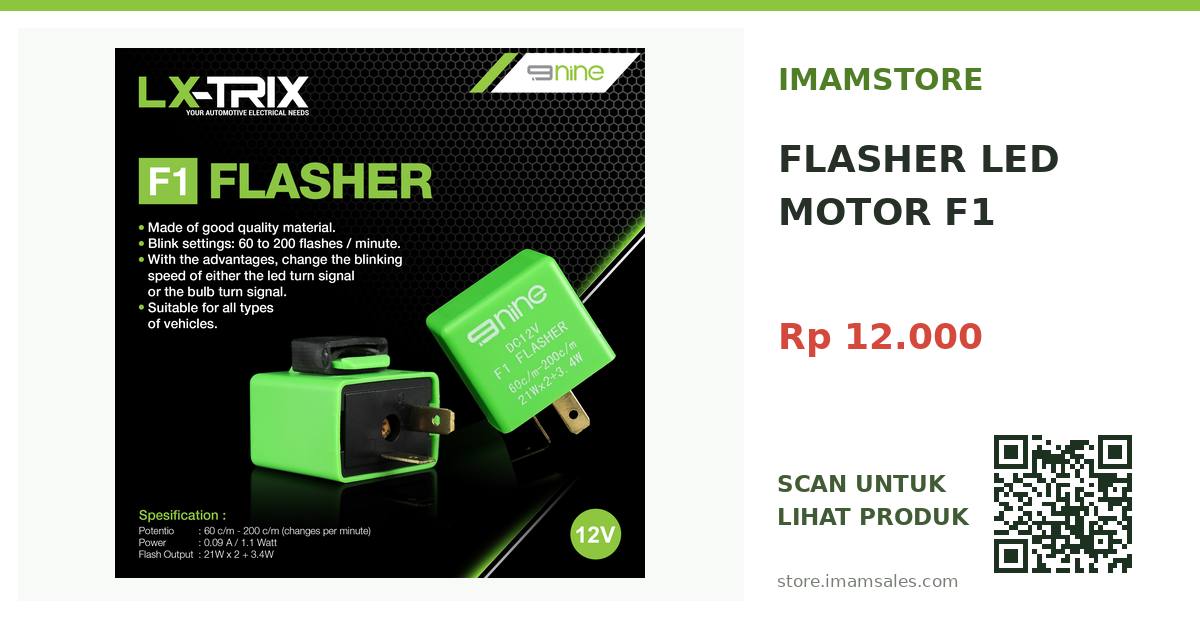 LX-TRIX
YOUR AUTOMOTIVE ELECTRICAL NEEDS
9nine
F1 FLASHER
• Made of good quality material.
• Blink settings: 60 to 200 flashes / minute.
• With the advantages, change the blinking
speed of either the led turn signal
or the bulb turn signal.
• Suitable for all types
of vehicles.
9nine
DC12V
F1 FLASHER
60c/m-200c/m
21Wx2+3.4W
Spesification :
Potentio : 60 c/m - 200 c/m (changes per minute)
Power : 0.09 A / 1.1 Watt
Flash Output : 21W x 2 + 3.4W
12V
IMAMSTORE
FLASHER LED
MOTOR F1
Rp 12.000
SCAN UNTUK
LIHAT PRODUK
store.imamsales.com